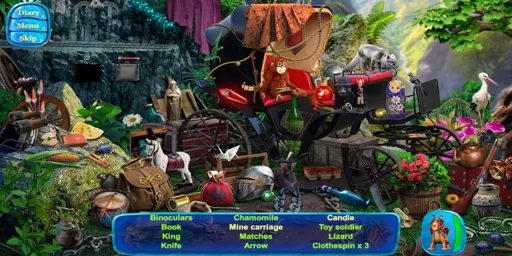 Diary
Menu
Skip
Binoculars Chamomile Candle
Book Mine carriage Toy soldier
King Matches Lizard
Knife Arrow Clothespin x 3